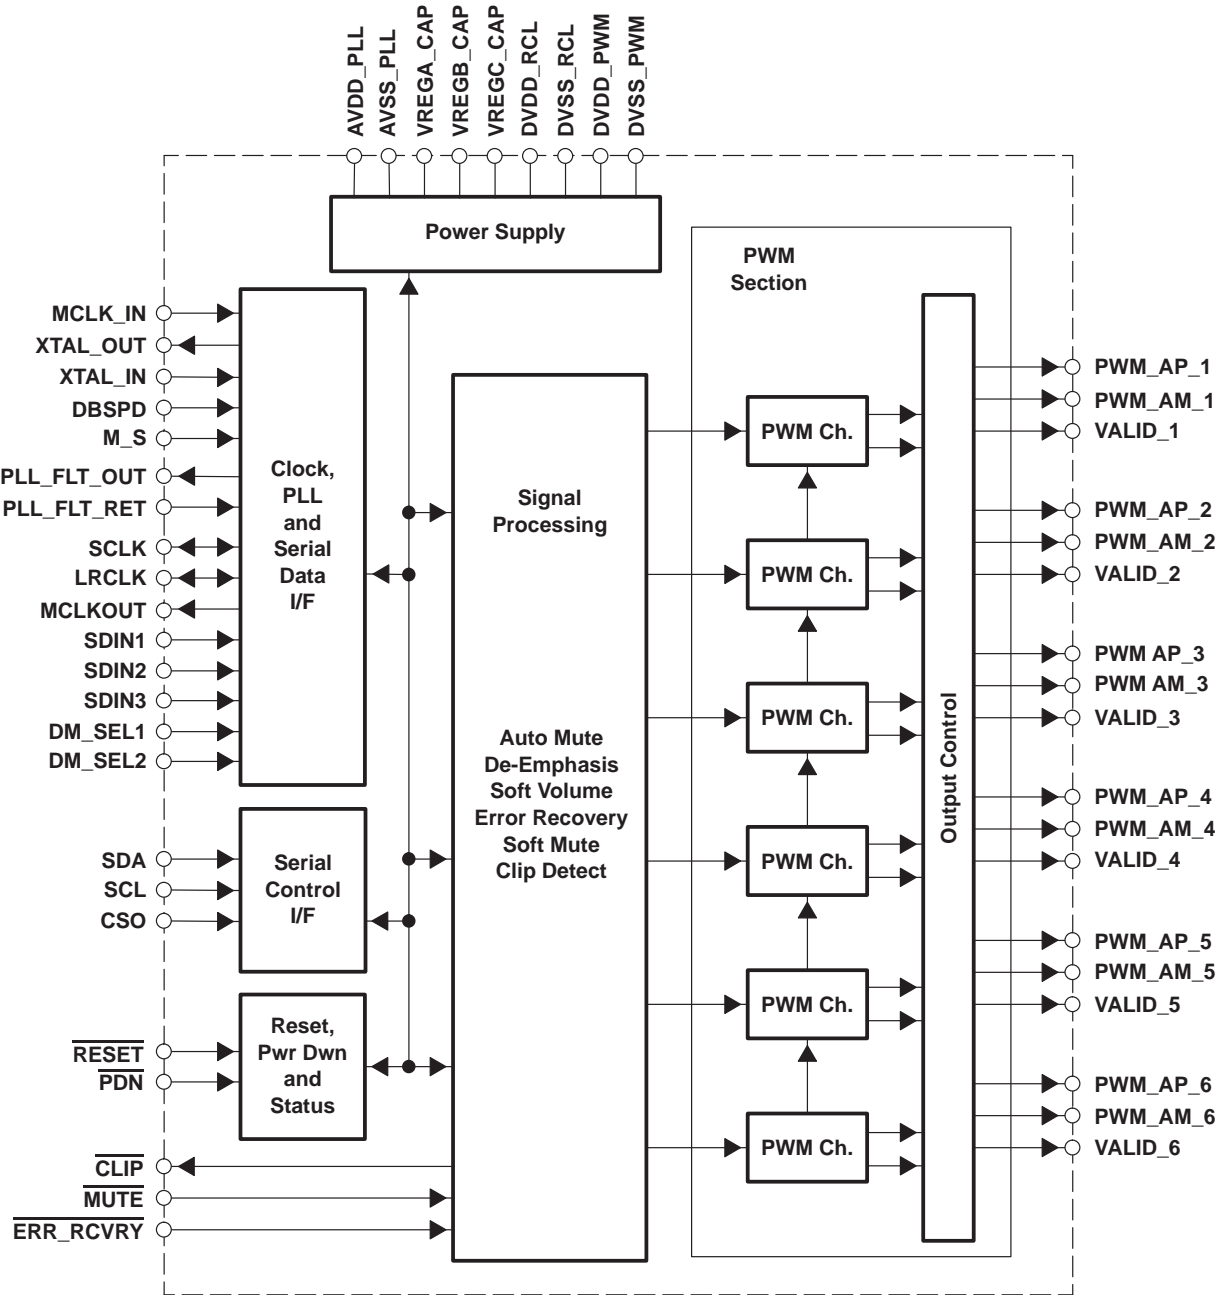 AVDD_PLL
AVSS_PLL
VREGA_CAP
VREGB_CAP
VREGC_CAP
DVDD_RCL
DVSS_RCL
DVDD_PWM
DVSS_PWM
Power Supply
PWM
Section
MCLK_IN
XTAL_OUT
XTAL_IN
DBSPD
M_S
PLL_FLT_OUT
PLL_FLT_RET
SCLK
LRCLK
MCLKOUT
SDIN1
SDIN2
SDIN3
DM_SEL1
DM_SEL2
Clock,
PLL
and
Serial
Data
I/F
SDA
SCL
CSO
Serial
Control
I/F
RESET
PDN
Reset,
Pwr Dwn
and
Status
CLIP
MUTE
ERR_RCVRY
Signal
Processing
Auto Mute
De-Emphasis
Soft Volume
Error Recovery
Soft Mute
Clip Detect
PWM Ch.
PWM Ch.
PWM Ch.
PWM Ch.
PWM Ch.
PWM Ch.
Output Control
PWM_AP_1
PWM_AM_1
VALID_1
PWM_AP_2
PWM_AM_2
VALID_2
PWM AP_3
PWM AM_3
VALID_3
PWM_AP_4
PWM_AM_4
VALID_4
PWM_AP_5
PWM_AM_5
VALID_5
PWM_AP_6
PWM_AM_6
VALID_6